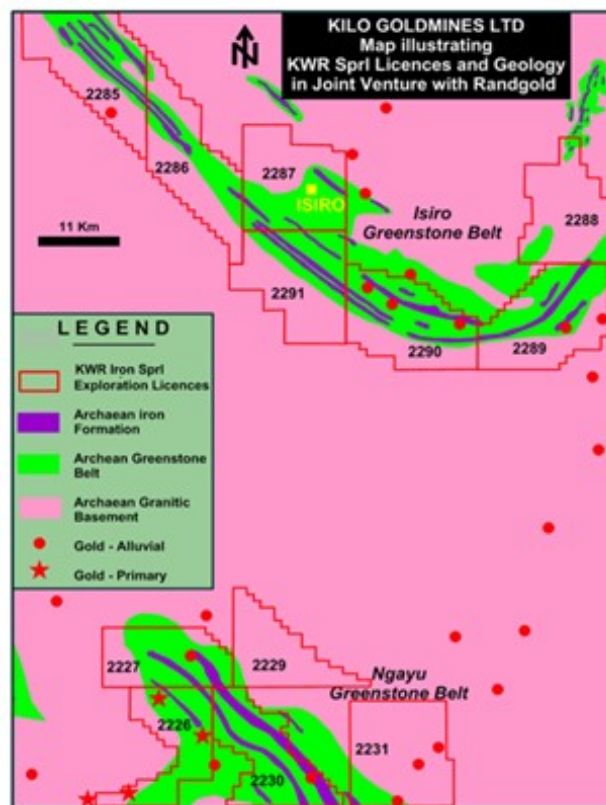 KILO GOLDMINES LTD
Map illustrating
KWR Sprl Licences and Geology
in Joint Venture with Randgold
N
2285
2286
2287
ISIRO
Isiro
Greenstone Belt
2288
11 Km
2291
2290
2289
LEGEND
KWR Iron Sprl
Exploration Licences
Archaean iron
Formation
Archean Greenstone
Belt
Archaean Granitic
Basement
Gold - Alluvial
Gold - Primary
2227
2229
Ngayu
Greenstone Belt
2226
2231
2230